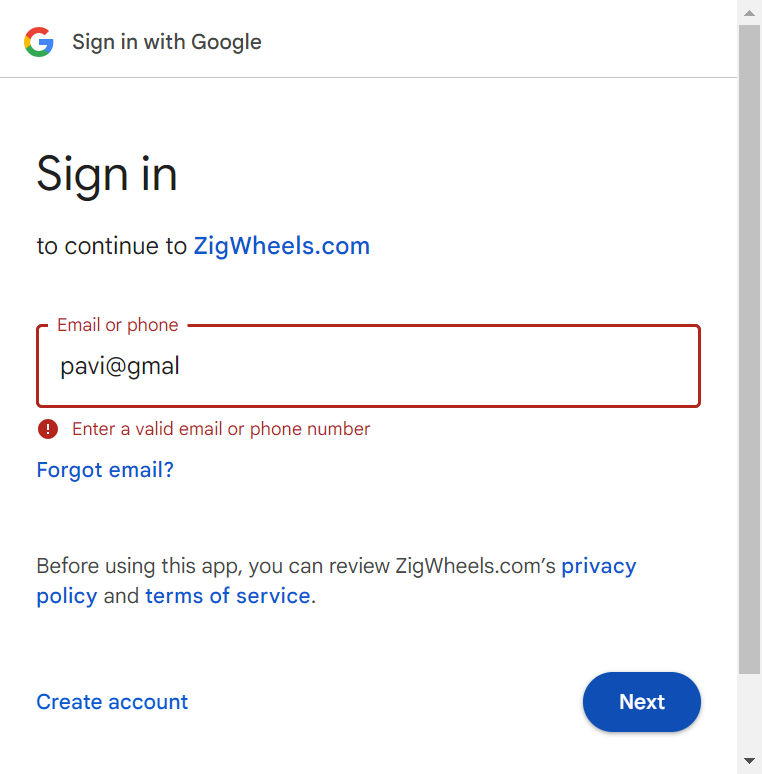 Sign in with Google
Sign in
to continue to ZigWheels.com
Email or phone
pavi@gmal
Enter a valid email or phone number
Forgot email?
Before using this app, you can review ZigWheels.com’s privacy
policy and terms of service.
Create account
Next